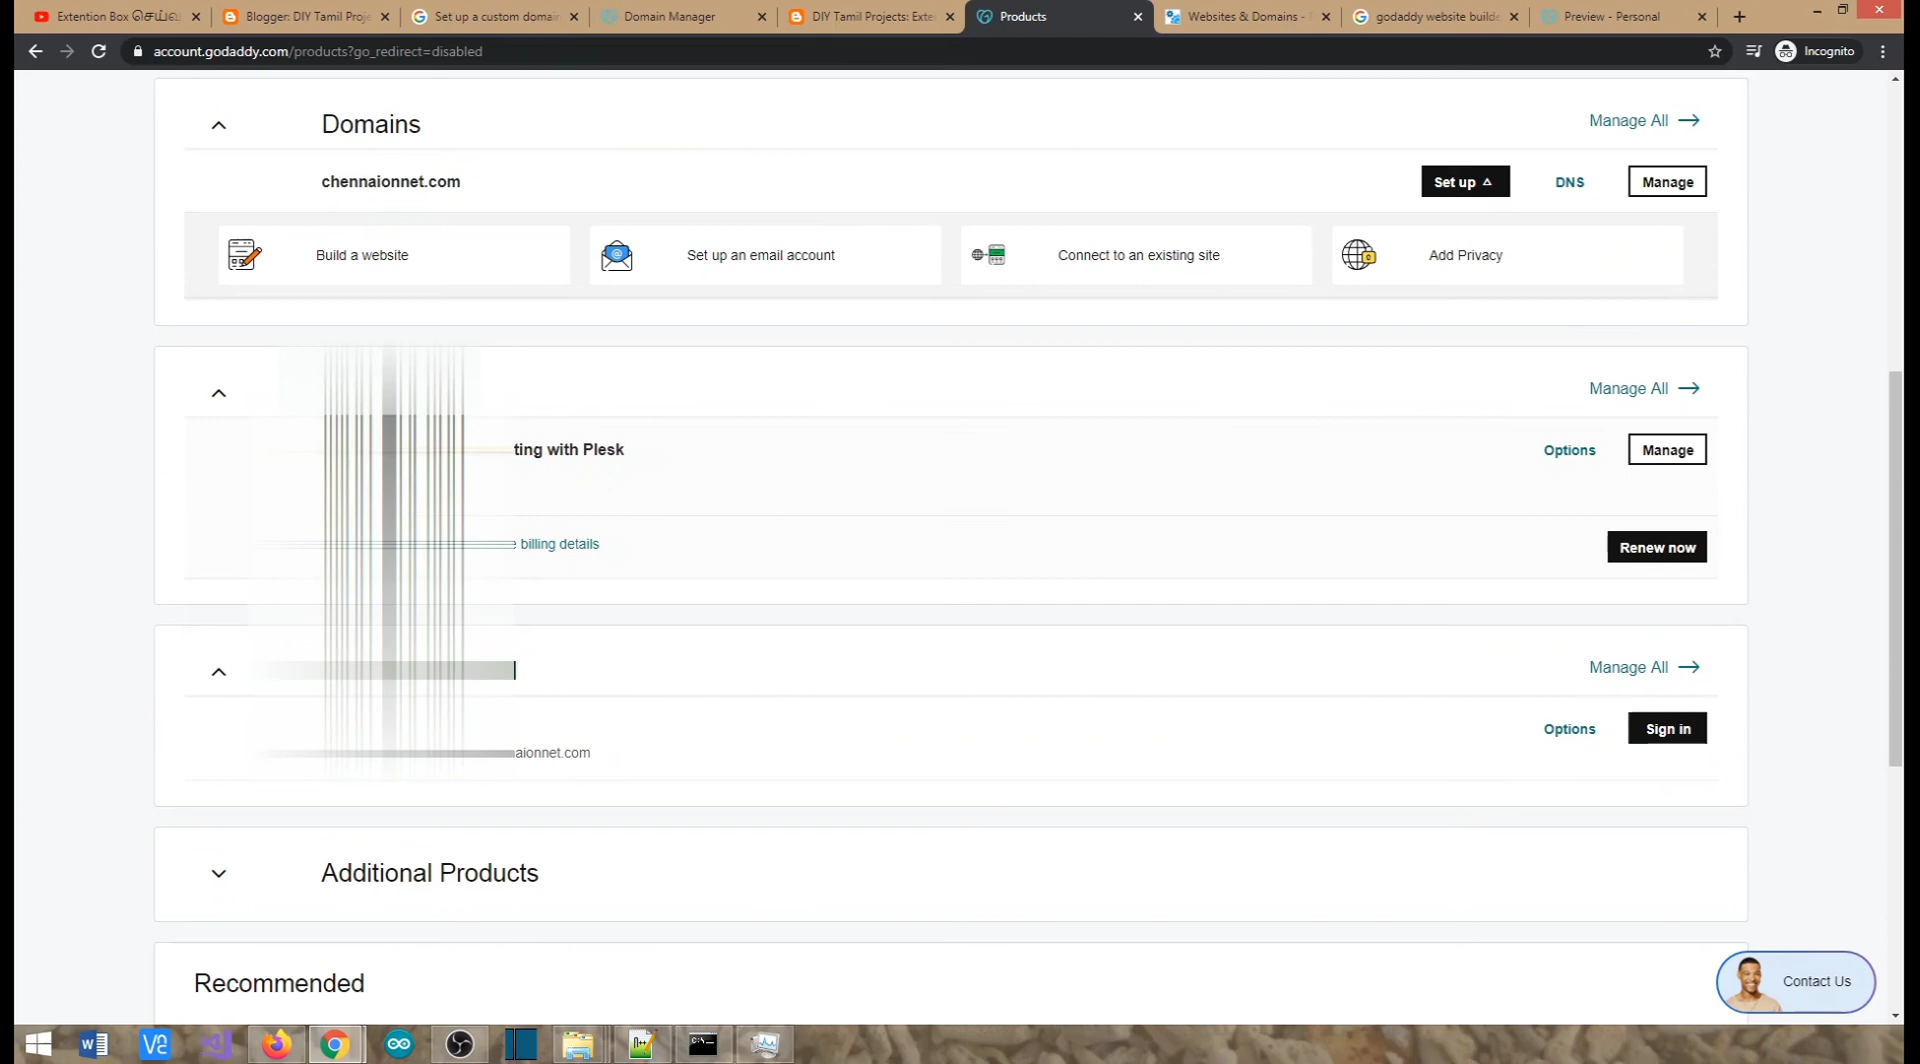 Extention Box செய்வ
Blogger: DIY Tamil Proje
Set up a custom domain
Domain Manager
DIY Tamil Projects: Exte
Products
Websites & Domains -
godaddy website builde
Preview - Personal
account.godaddy.com/products?go_redirect=disabled
Incognito
Domains
Manage All
chennaionnet.com
Set up
DNS
Manage
Build a website
Set up an email account
Connect to an existing site
Add Privacy
Manage All
ting with Plesk
Options
Manage
billing details
Renew now
Manage All
Options
Sign in
aionnet.com
Additional Products
Recommended
Contact Us